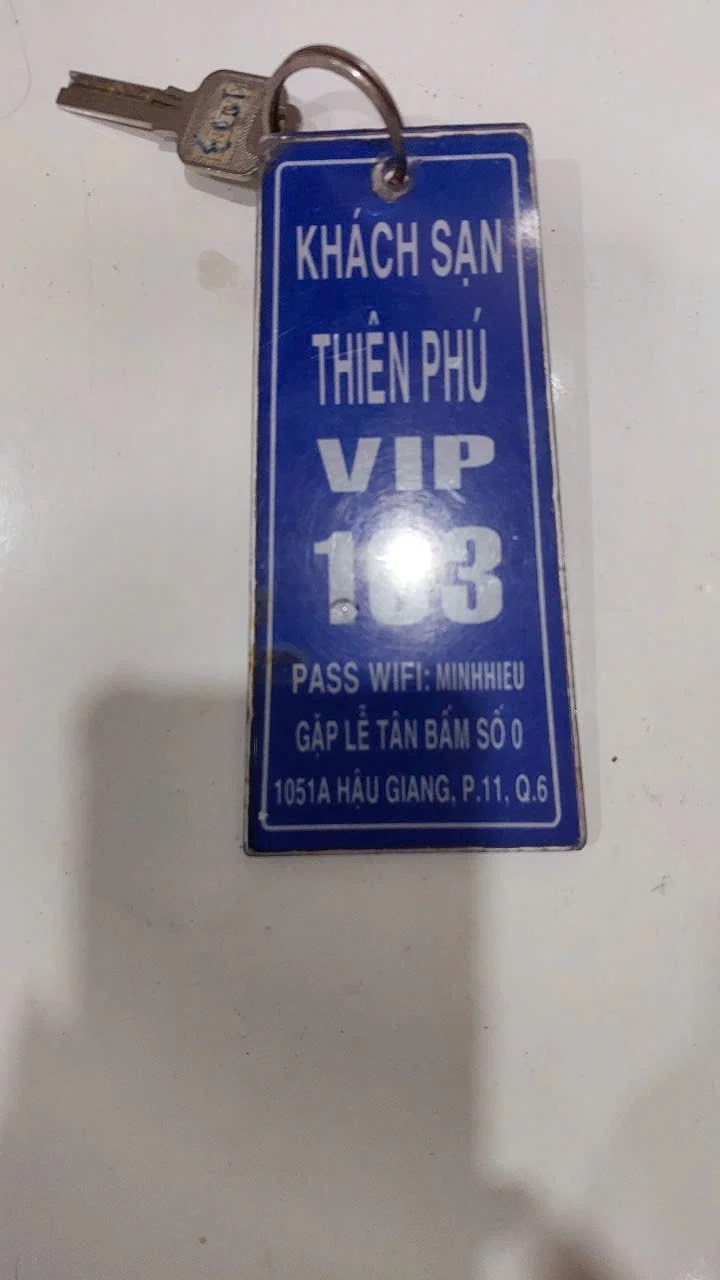 KHÁCH SẠN
THIÊN PHÚ
VIP
103
PASS WIFI: MINHHIEU
GẶP LỄ TÂN BẤM SỐ 0
1051A HẬU GIANG, P.11, Q.6